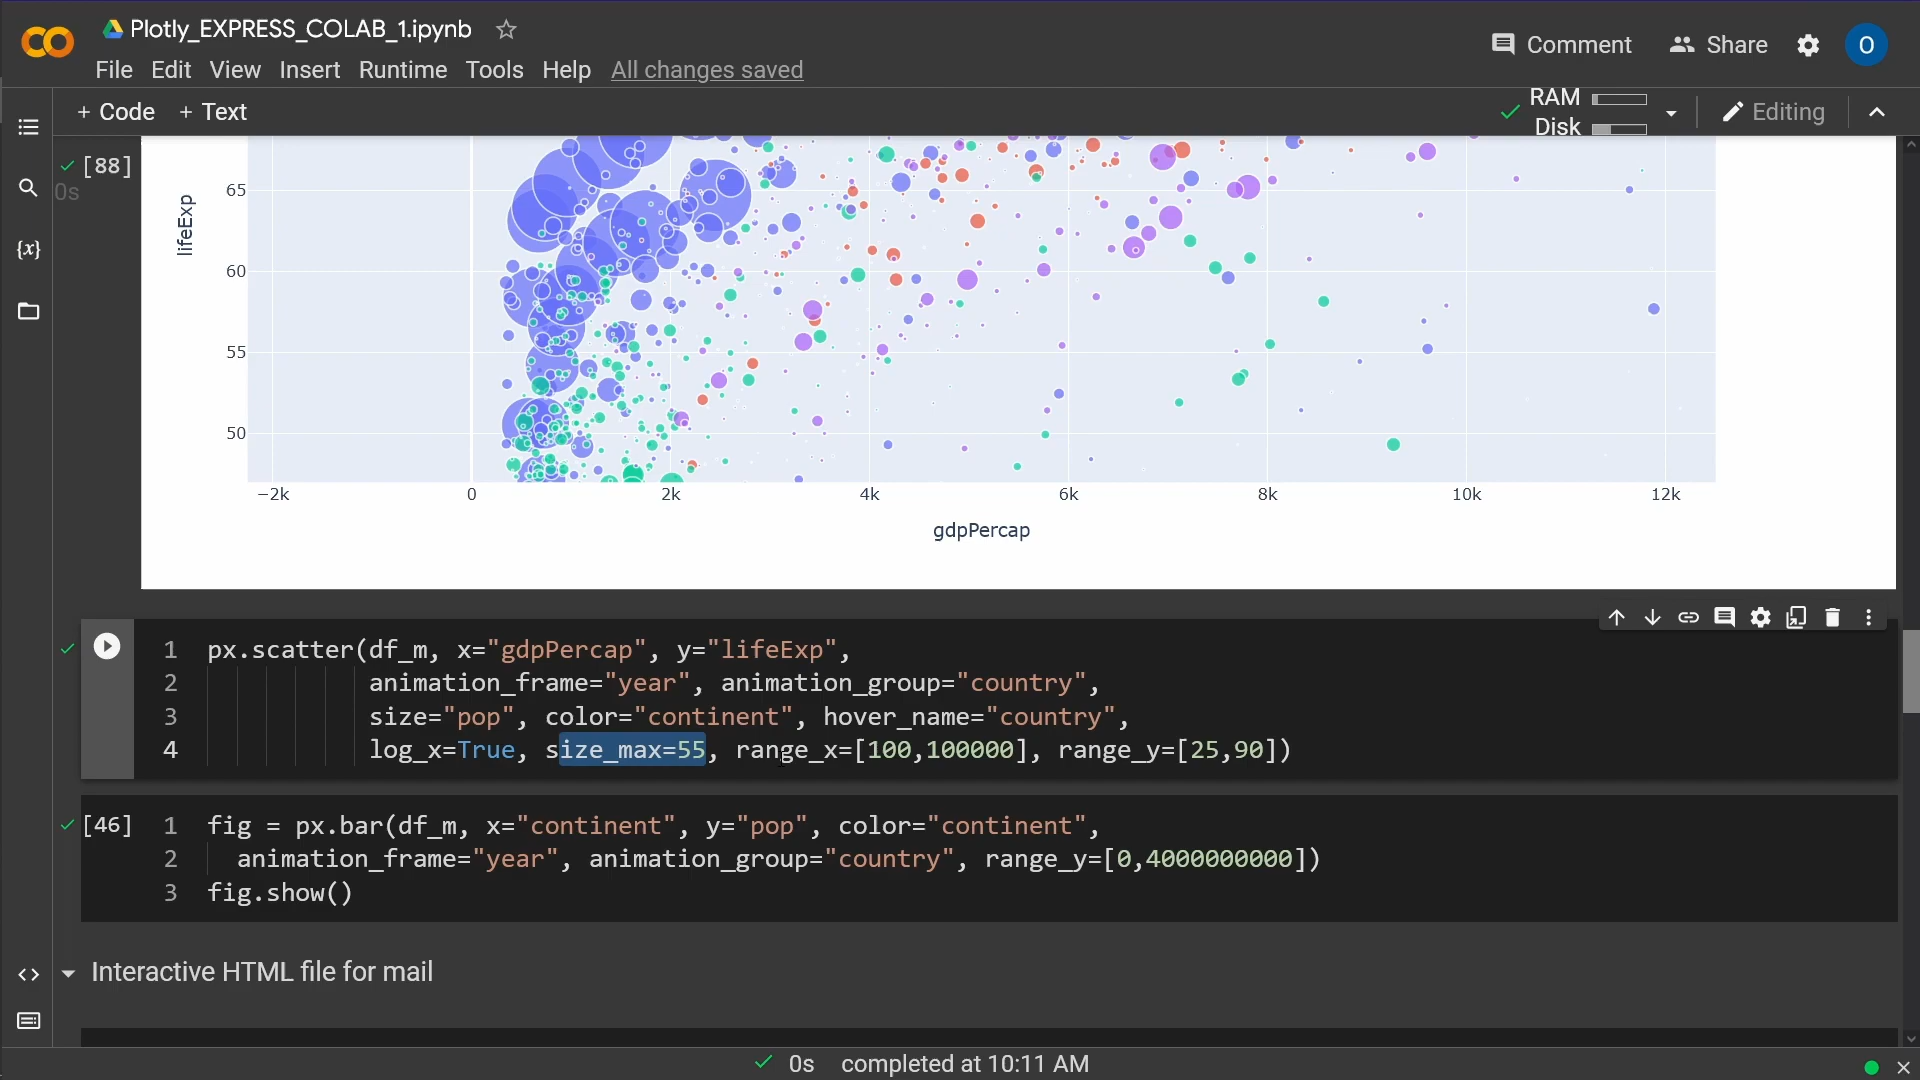 Plotly_EXPRESS_COLAB_1.ipynb
Comment
Share
O
File Edit View Insert Runtime Tools Help All changes saved
+ Code + Text
RAM
Disk
Editing
[88]
0s
{x}
65
60
55
50
lifeExp
−2k 0 2k 4k 6k 8k 10k 12k
gdpPercap
1 px.scatter(df_m, x="gdpPercap", y="lifeExp",
2 animation_frame="year", animation_group="country",
3 size="pop", color="continent", hover_name="country",
4 log_x=True, size_max=55, range_x=[100,100000], range_y=[25,90])
[46] 1 fig = px.bar(df_m, x="continent", y="pop", color="continent",
2 animation_frame="year", animation_group="country", range_y=[0,4000000000])
3 fig.show()
<> Interactive HTML file for mail
0s completed at 10:11 AM